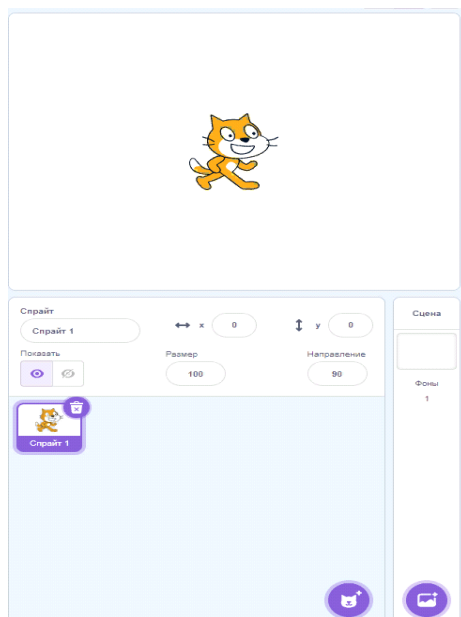 Спрайт
Спрайт 1
x 0
y 0
Показать
Размер
100
Направление
90
Спрайт 1
Сцена
Фоны
1